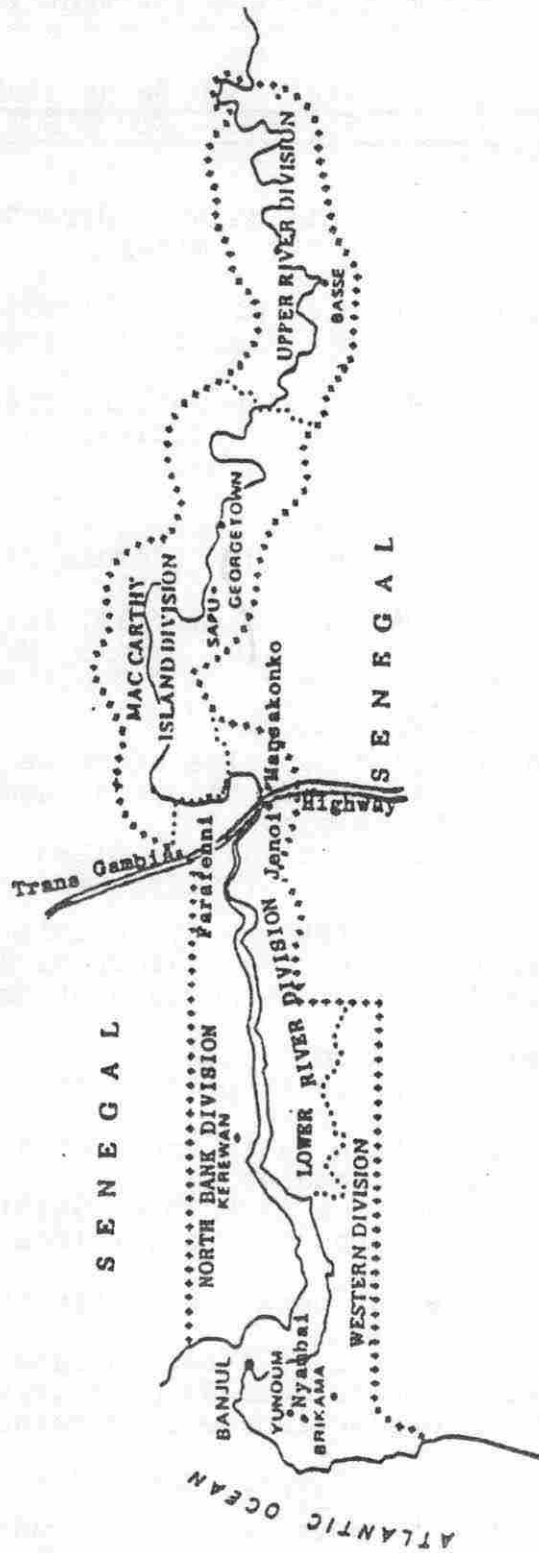 SENEGAL
Trans Gambia
MAC CARTHY
ISLAND DIVISION
SAPU
GEORGETOWN
UPPER RIVER DIVISION
BASSE
NORTH BANK DIVISION
KEREWAN
Farafenni
Jenoi
Mansakonko
Highway
SENEGAL
LOWER RIVER DIVISION
WESTERN DIVISION
BANJUL
YUNDUM
Nyambai
BRIKAMA
ATLANTIC OCEAN